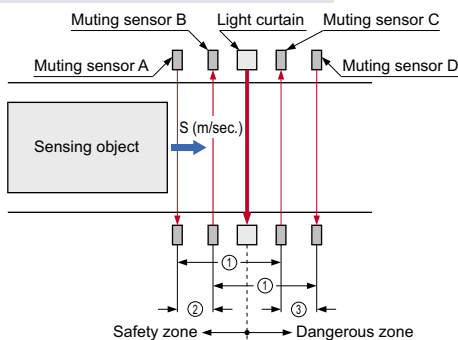 Muting sensor B Light curtain Muting sensor C
Muting sensor A Muting sensor D
S (m/sec.)
Sensing object
①
①
② ③
Safety zone Dangerous zone